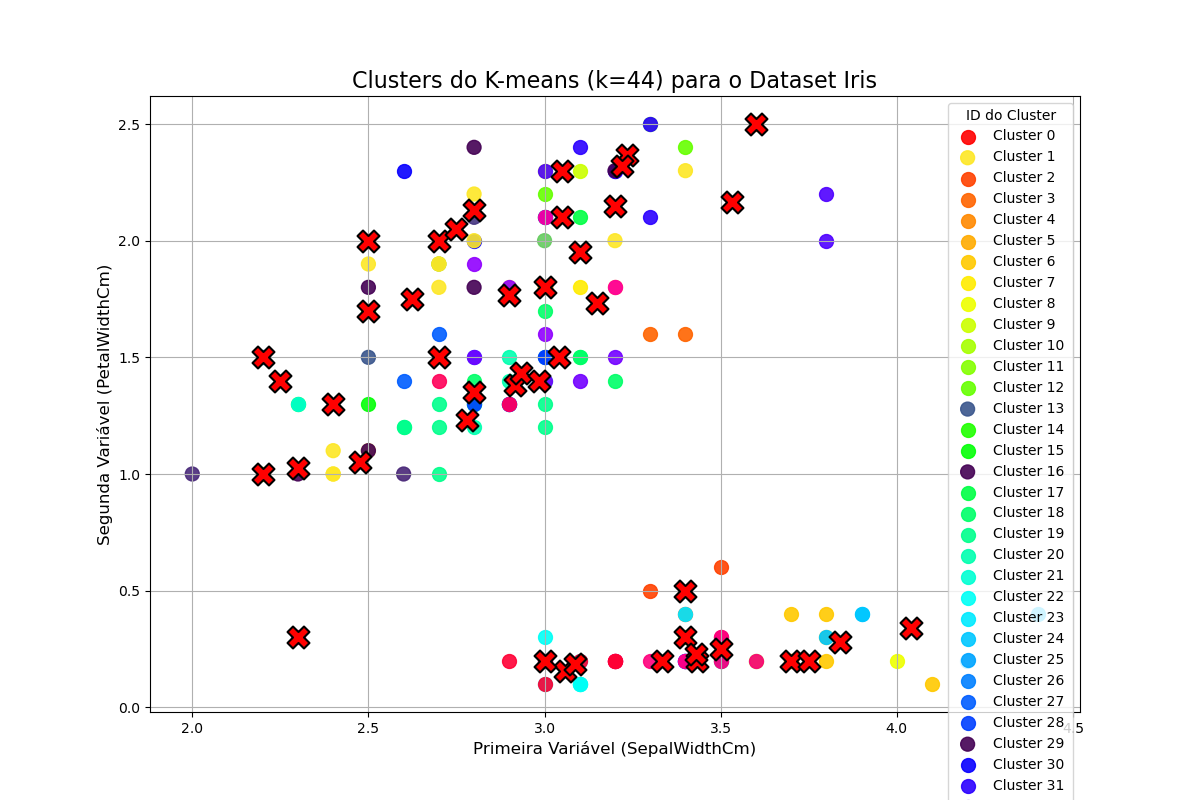 Clusters do K-means (k=44) para o Dataset Iris
Segunda Variável (PetalWidthCm)
2.5
2.0
1.5
1.0
0.5
0.0
2.0
2.5
3.0
3.5
4.0
4.5
Primeira Variável (SepalWidthCm)
ID do Cluster
Cluster 0
Cluster 1
Cluster 2
Cluster 3
Cluster 4
Cluster 5
Cluster 6
Cluster 7
Cluster 8
Cluster 9
Cluster 10
Cluster 11
Cluster 12
Cluster 13
Cluster 14
Cluster 15
Cluster 16
Cluster 17
Cluster 18
Cluster 19
Cluster 20
Cluster 21
Cluster 22
Cluster 23
Cluster 24
Cluster 25
Cluster 26
Cluster 27
Cluster 28
Cluster 29
Cluster 30
Cluster 31